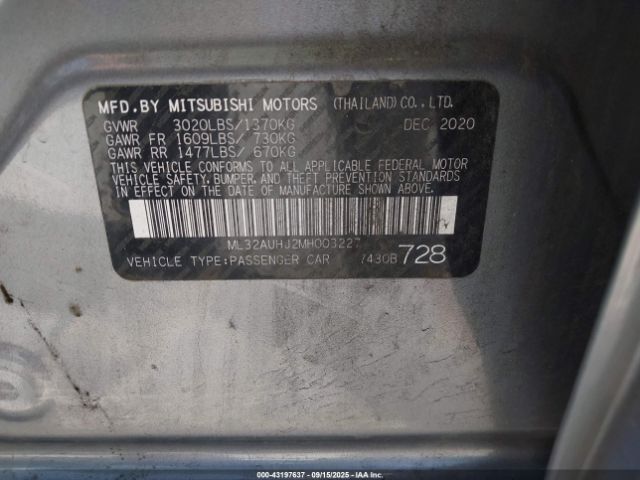 MFD.BY MITSUBISHI MOTORS (THAILAND)CO.,LTD.
GVWR 3020LBS/1370KG DEC 2020
GAWR FR 1609LBS/ 730KG
GAWR RR 1477LBS/ 670KG
THIS VEHICLE CONFORMS TO ALL APPLICABLE FEDERAL MOTOR
VEHICLE SAFETY, BUMPER, AND THEFT PREVENTION STANDARDS
IN EFFECT ON THE DATE OF MANUFACTURE SHOWN ABOVE.
ML32AUHJ2MH003227
VEHICLE TYPE:PASSENGER CAR 7430B 728
000-43197637 - 09/15/2025 - IAA Inc. (ASAP)